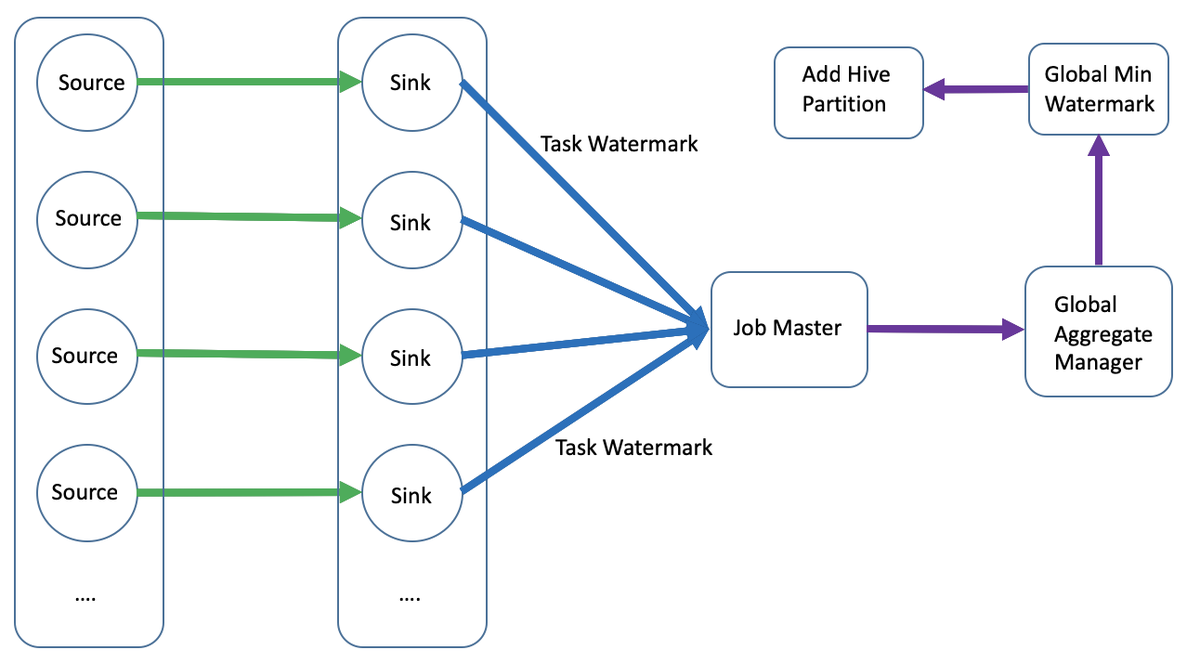 Source
Source
Source
Source
....
Sink
Sink
Sink
Sink
....
Task Watermark
Task Watermark
Job Master
Global
Aggregate
Manager
Global Min
Watermark
Add Hive
Partition